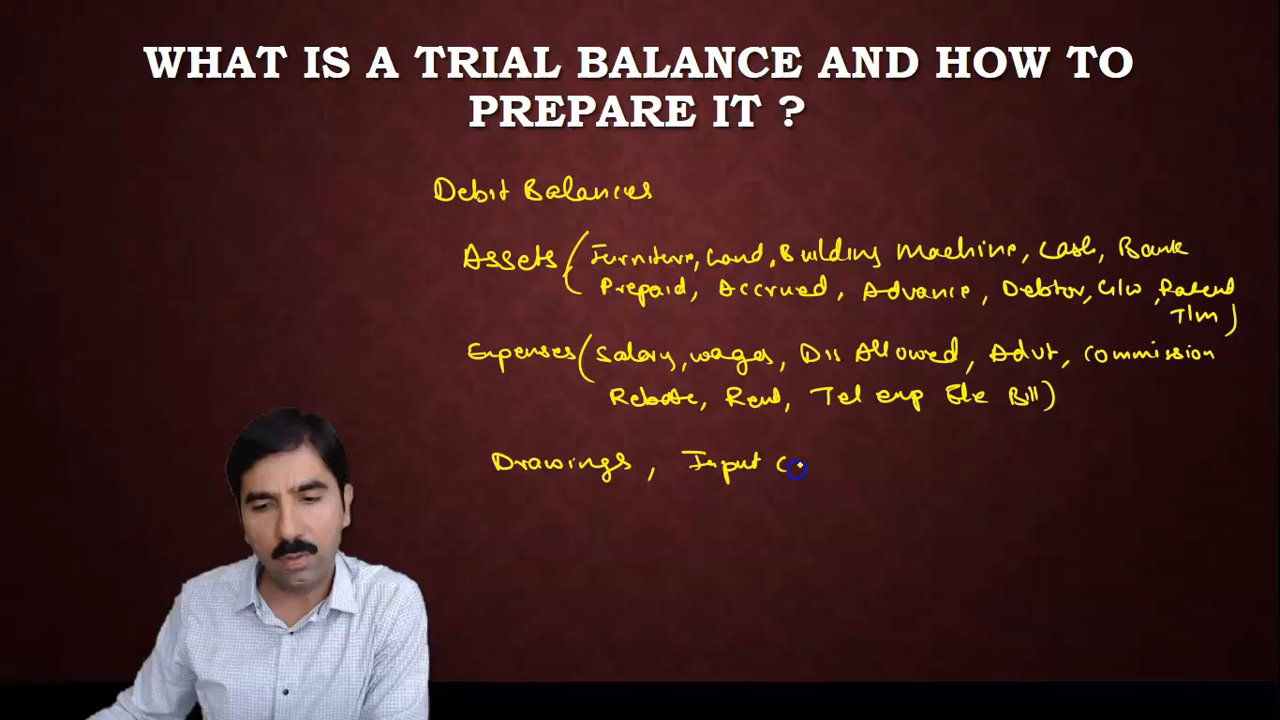 WHAT IS A TRIAL BALANCE AND HOW TO
PREPARE IT ?
Debit Balances
Assets (Furniture, Land, Building Machine, Cash, Bank
Prepaid, Accrued, Advance, Debtor, G/w, Patent
T/m)
Expenses (Salary, wages, Dis Allowed, Advt, Commission
Rebate, Rent, Tel exp Ele Bill)
Drawings, Input